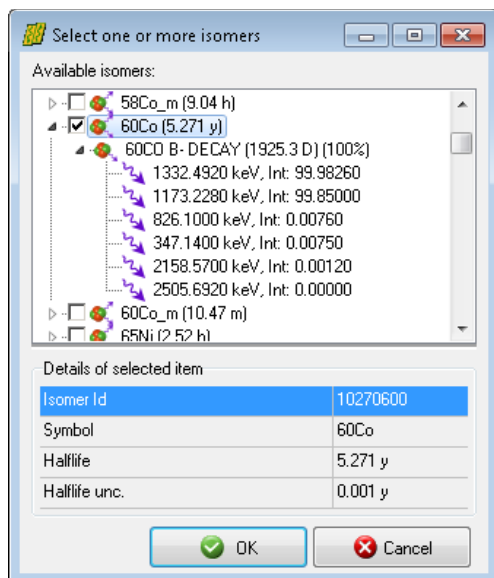 Select one or more isomers
Available isomers:
58Co_m (9.04 h)
60Co (5.271 y)
60CO B- DECAY (1925.3 D) (100%)
1332.4920 keV, Int: 99.98260
1173.2280 keV, Int: 99.85000
826.1000 keV, Int: 0.00760
347.1400 keV, Int: 0.00750
2158.5700 keV, Int: 0.00120
2505.6920 keV, Int: 0.00000
60Co_m (10.47 m)
65Ni (2.52 h)
Details of selected item
Isomer Id 10270600
Symbol 60Co
Halflife 5.271 y
Halflife unc. 0.001 y
OK Cancel